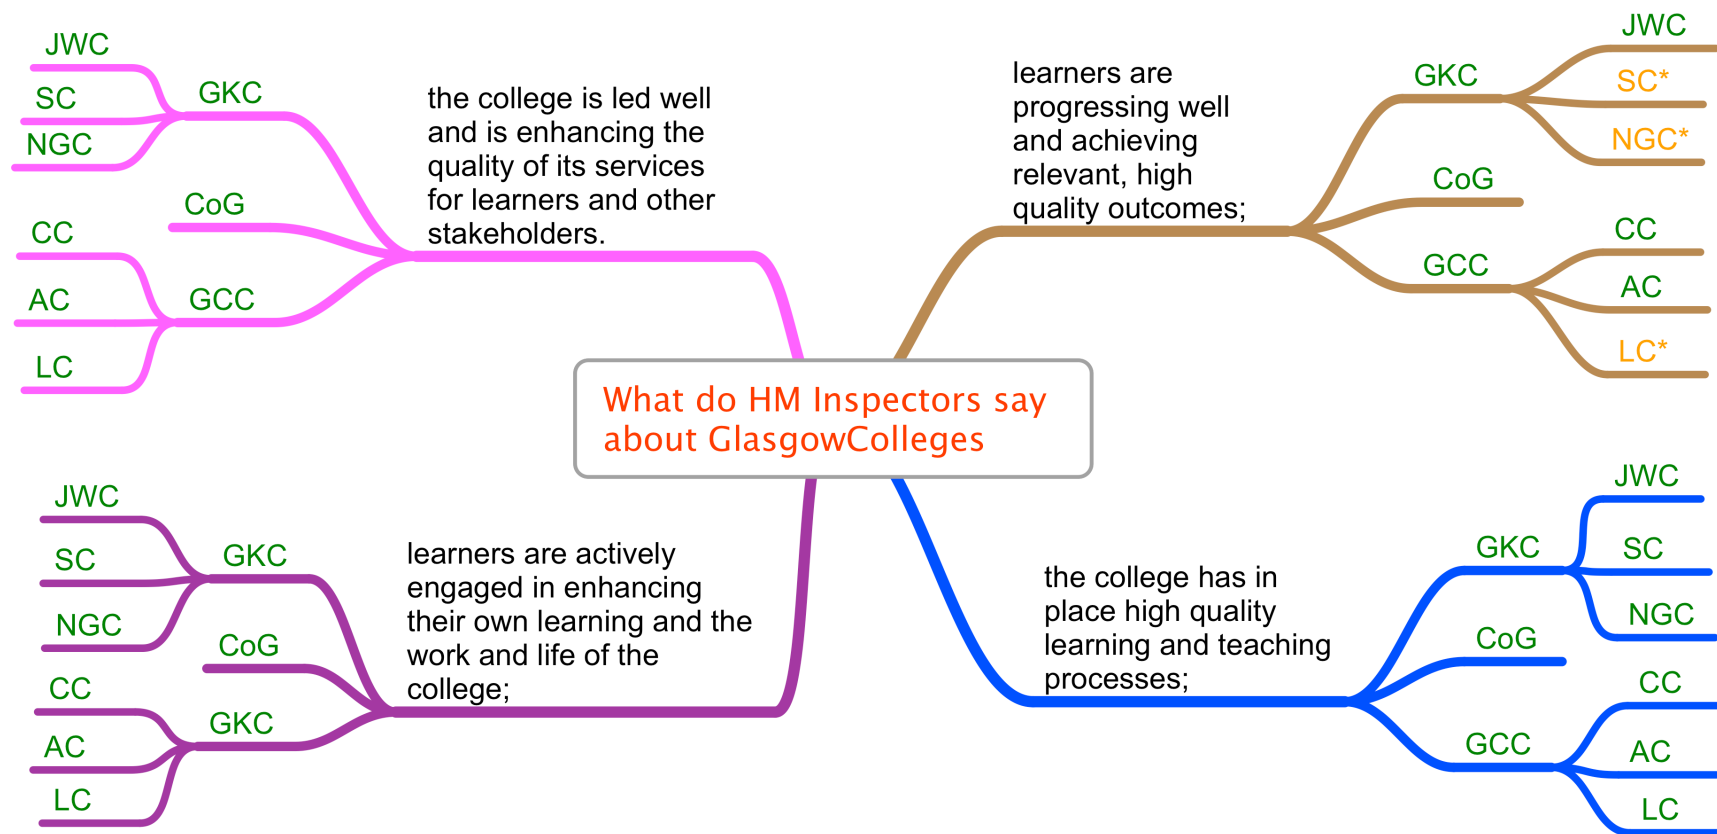 What do HM Inspectors say
about GlasgowColleges
the college is led well
and is enhancing the
quality of its services
for learners and other
stakeholders.
GKC
JWC
SC
NGC
CoG
GCC
CC
AC
LC
learners are
progressing well
and achieving
relevant, high
quality outcomes;
GKC
JWC
SC*
NGC*
CoG
GCC
CC
AC
LC*
learners are actively
engaged in enhancing
their own learning and the
work and life of the
college;
GKC
JWC
SC
NGC
CoG
GKC
CC
AC
LC
the college has in
place high quality
learning and teaching
processes;
GKC
JWC
SC
NGC
CoG
GCC
CC
AC
LC